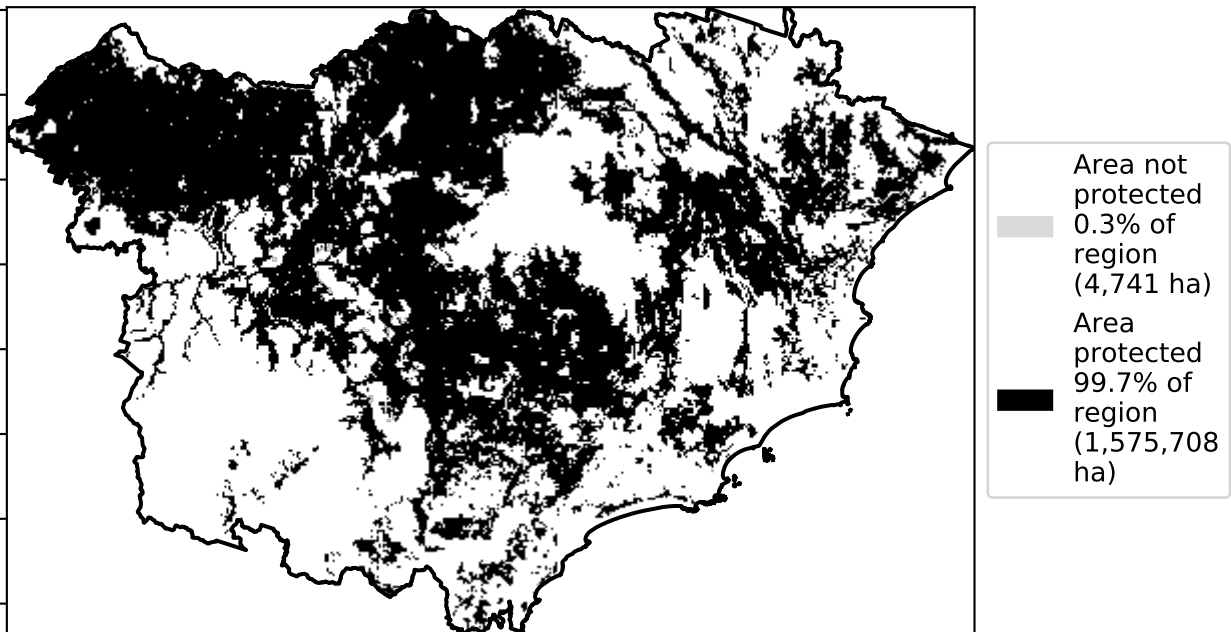 Area not
protected
0.3% of
region
(4,741 ha)
Area
protected
99.7% of
region
(1,575,708
ha)